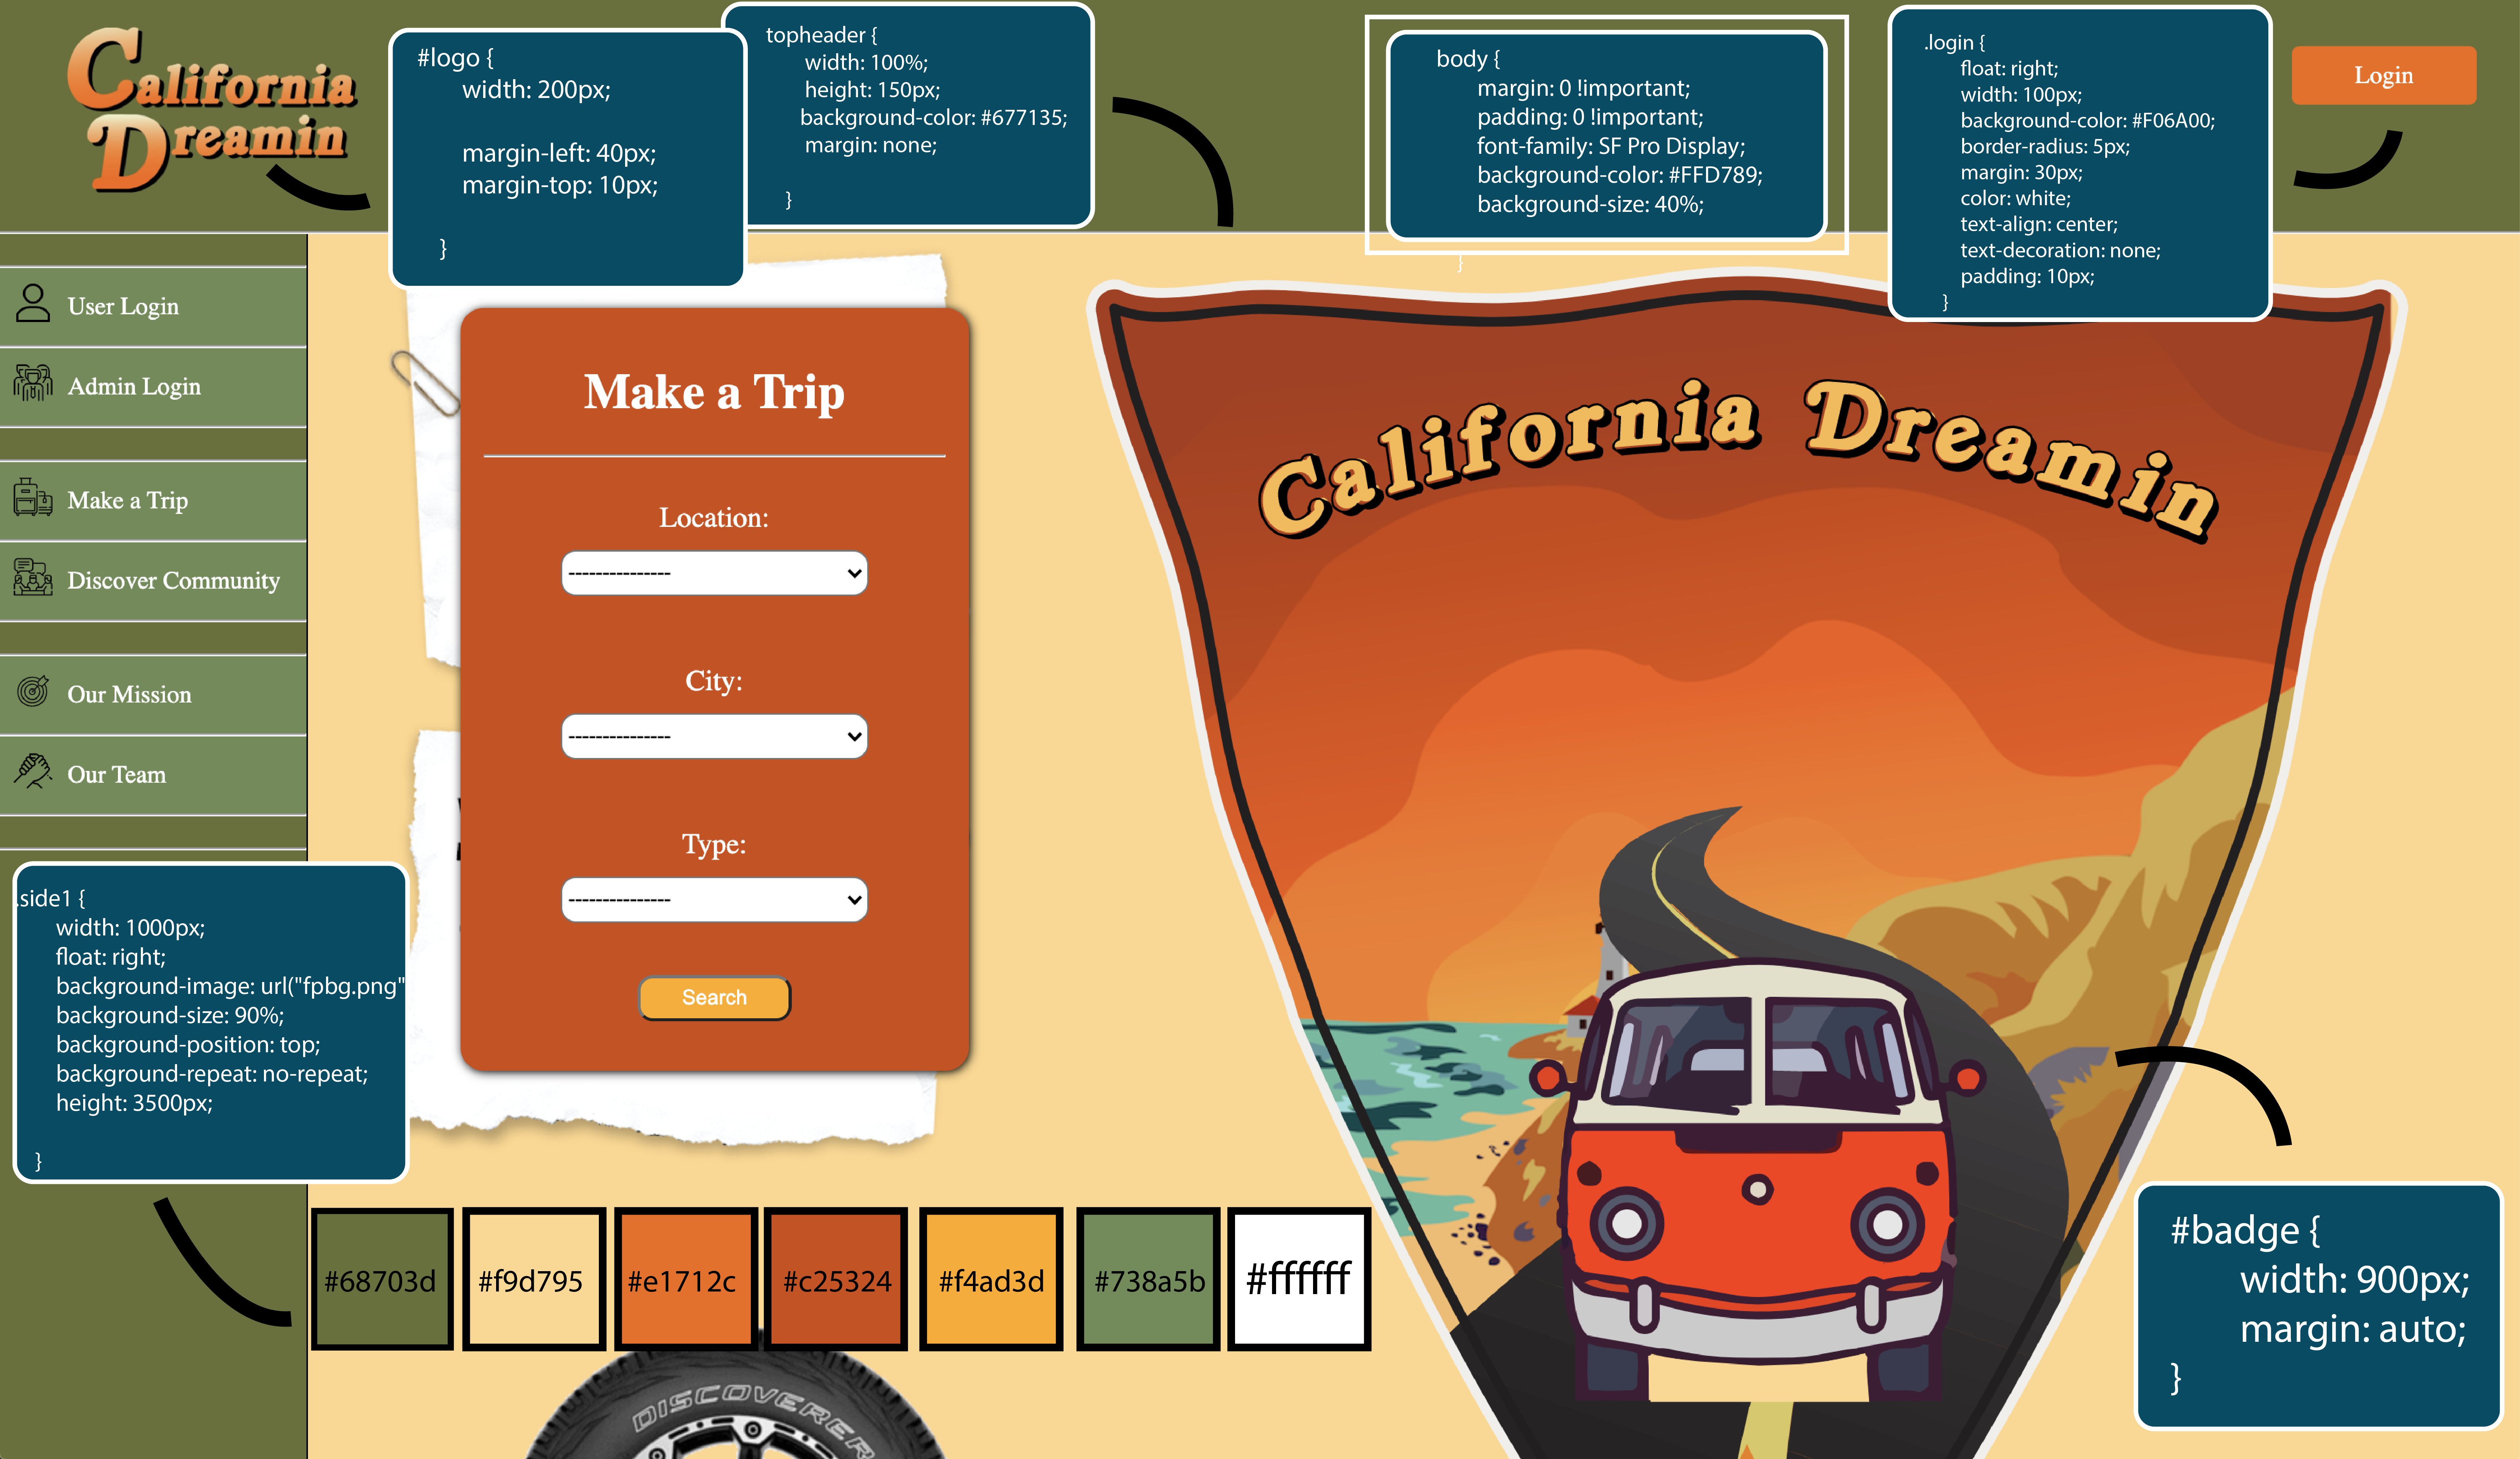 California
Dreamin
#logo {
width: 200px;
margin-left: 40px;
margin-top: 10px;
}
topheader {
width: 100%;
height: 150px;
background-color: #677135;
margin: none;
}
body {
margin: 0 !important;
padding: 0 !important;
font-family: SF Pro Display;
background-color: #FFD789;
background-size: 40%;
}
.login {
float: right;
width: 100px;
background-color: #F06A00;
border-radius: 5px;
margin: 30px;
color: white;
text-align: center;
text-decoration: none;
padding: 10px;
}
Login
User Login
Admin Login
Make a Trip
Discover Community
Our Mission
Our Team
.side1 {
width: 1000px;
float: right;
background-image: url("fpbg.png"
background-size: 90%;
background-position: top;
background-repeat: no-repeat;
height: 3500px;
}
Make a Trip
Location:
---------------
City:
---------------
Type:
---------------
Search
California Dreamin
#68703d
#f9d795
#e1712c
#c25324
#f4ad3d
#738a5b
#ffffff
DISCOVERER
#badge {
width: 900px;
margin: auto;
}